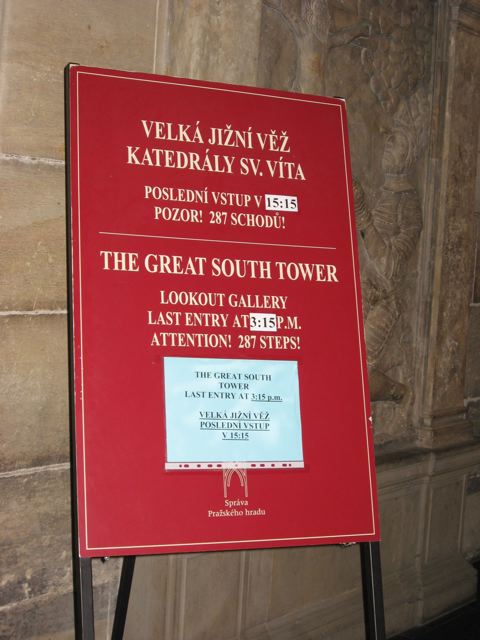 VELKÁ JIŽNÍ VĚŽ
KATEDRÁLY SV. VÍTA
POSLEDNÍ VSTUP V 15:15
POZOR! 287 SCHODŮ!
THE GREAT SOUTH TOWER
LOOKOUT GALLERY
LAST ENTRY AT 3:15 P.M.
ATTENTION! 287 STEPS!
THE GREAT SOUTH
TOWER
LAST ENTRY AT 3:15 p.m.
VELKÁ JIŽNÍ VĚŽ
POSLEDNÍ VSTUP
V 15:15
Správa
Pražského hradu